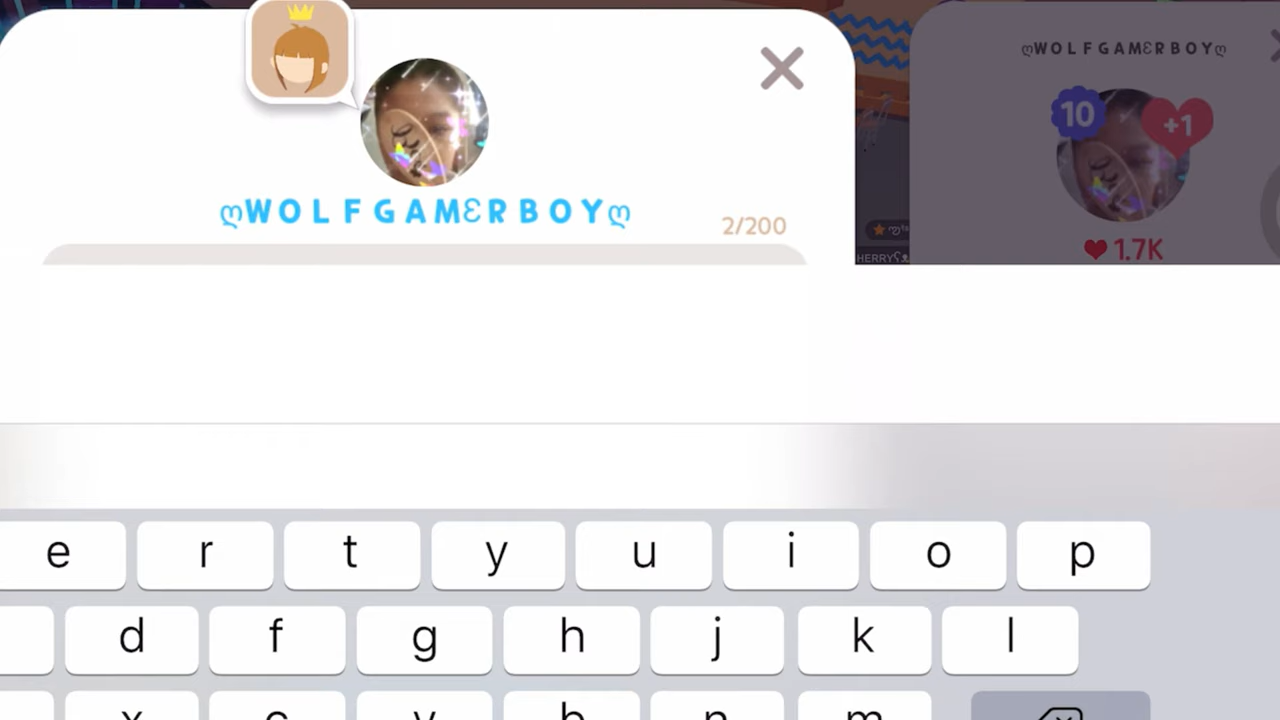 ღWOLFGAMƐRBOYღ
2/200
ღWOLFGAMƐRBOYღ
10
+1
1.7K
e r t y u i o p
d f g h j k l
x c v b n m